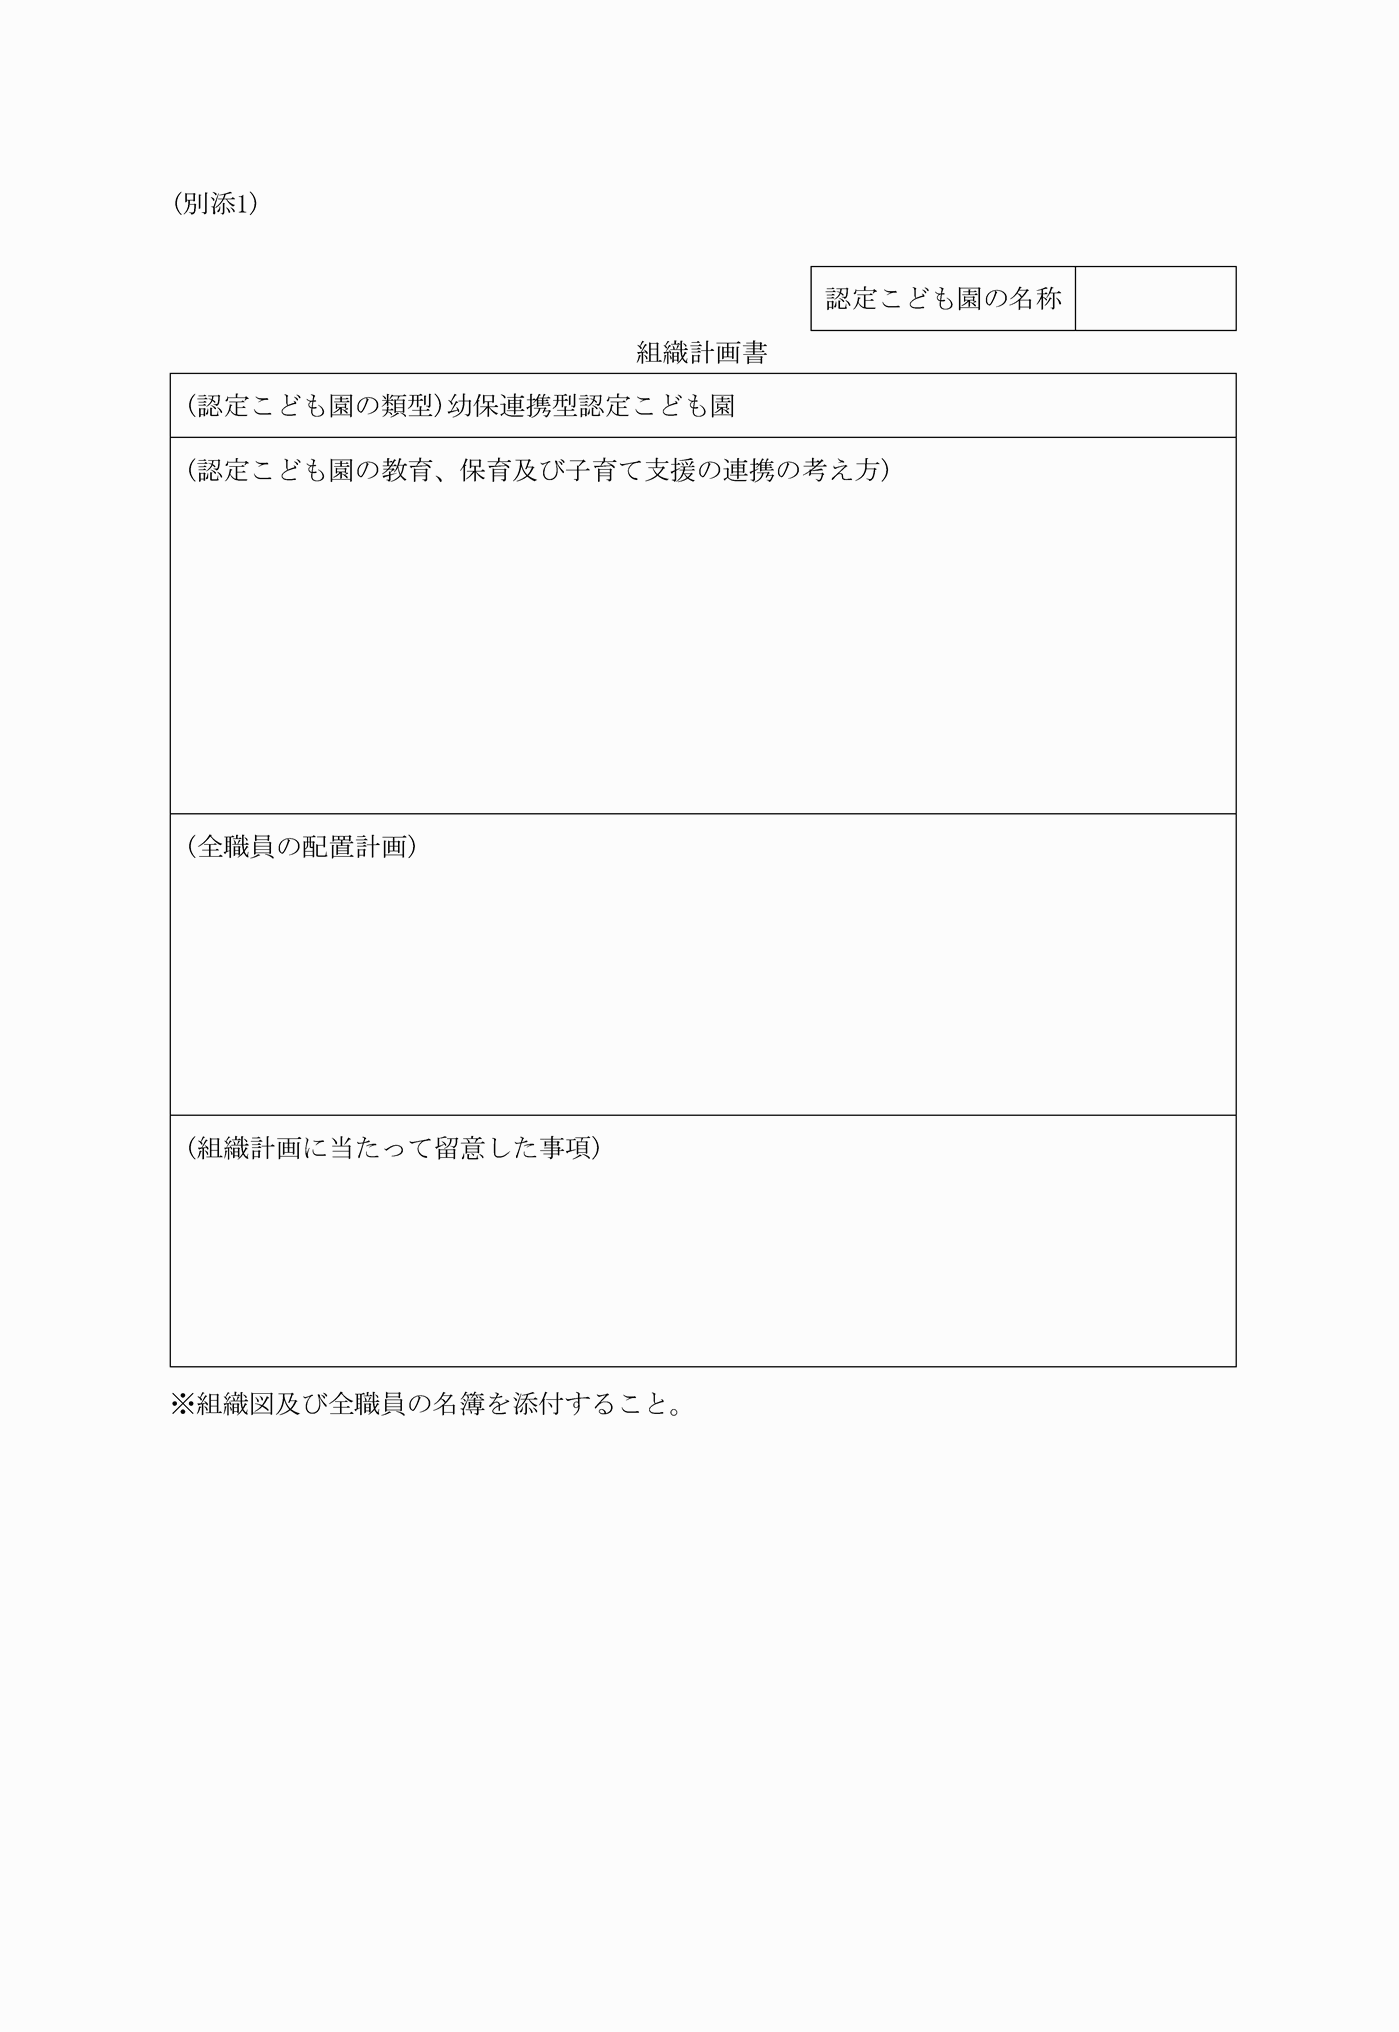 (別添1)
認定こども園の名称
組織計画書
(認定こども園の類型)幼保連携型認定こども園
(認定こども園の教育、保育及び子育て支援の連携の考え方)
(全職員の配置計画)
(組織計画に当たって留意した事項)
※組織図及び全職員の名簿を添付すること。